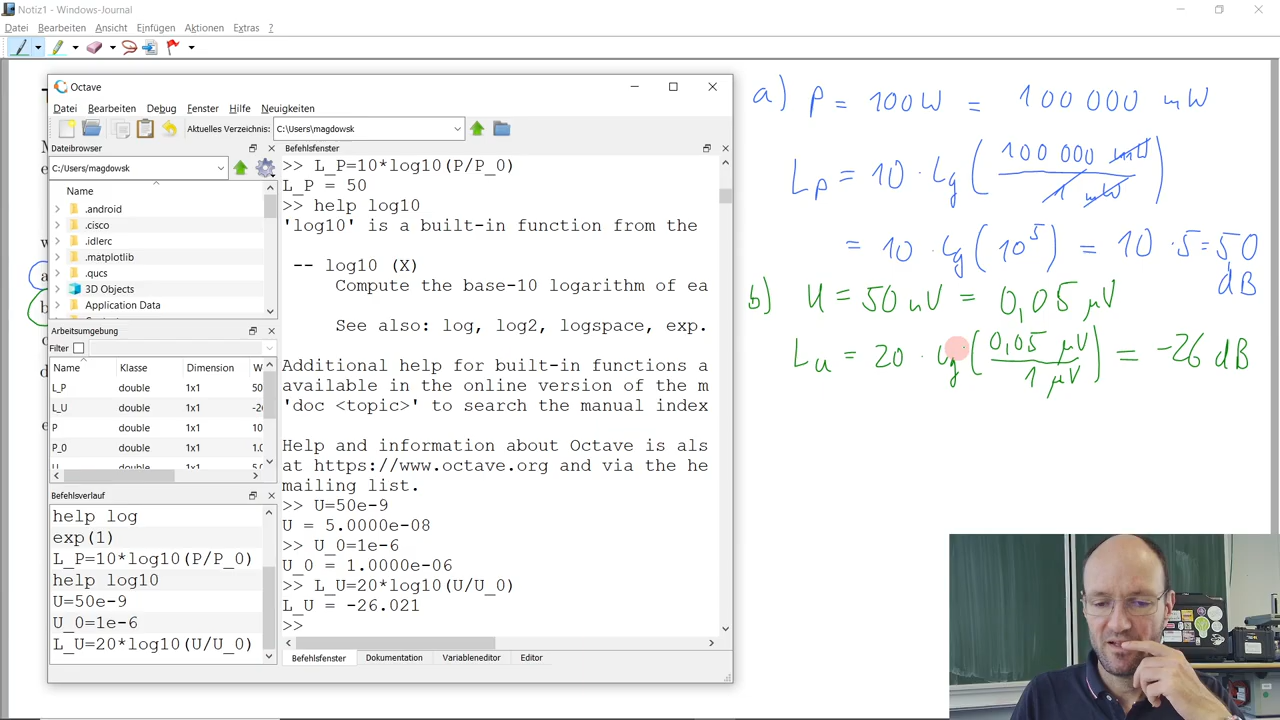 Notiz1 - Windows-Journal
Datei Bearbeiten Ansicht Einfügen Aktionen Extras ?
Octave
Datei Bearbeiten Debug Fenster Hilfe Neuigkeiten
Aktuelles Verzeichnis: C:\Users\magdowsk
Dateibrowser
C:/Users/magdowsk
Name
.android
.cisco
.idlerc
.matplotlib
.qucs
3D Objects
Application Data
Arbeitsumgebung
Filter
Name Klasse Dimension
L_P double 1x1 50
L_U double 1x1 -26
P double 1x1 10
P_0 double 1x1 1.0
U double 1x1 5.0
Befehlsverlauf
help log
exp(1)
L_P=10*log10(P/P_0)
help log10
U=50e-9
U_0=1e-6
L_U=20*log10(U/U_0)
Befehlsfenster
>> L_P=10*log10(P/P_0)
L_P = 50
>> help log10
'log10' is a built-in function from the
-- log10 (X)
Compute the base-10 logarithm of ea
See also: log, log2, logspace, exp.
Additional help for built-in functions a
available in the online version of the m
'doc <topic>' to search the manual index
Help and information about Octave is als
at https://www.octave.org and via the he
mailing list.
>> U=50e-9
U = 5.0000e-08
>> U_0=1e-6
U_0 = 1.0000e-06
>> L_U=20*log10(U/U_0)
L_U = -26.021
>>
Befehlsfenster Dokumentation Variableneditor Editor
a) P = 100W = 100 000 mW
L_P = 10 · lg ( 100 000 mW / 1 mW )
= 10 · lg (10^5) = 10 · 5 = 50
dB
b) U = 50 nV = 0,05 µV
L_u = 20 · lg ( 0,05 µV / 1 µV ) = -26 dB